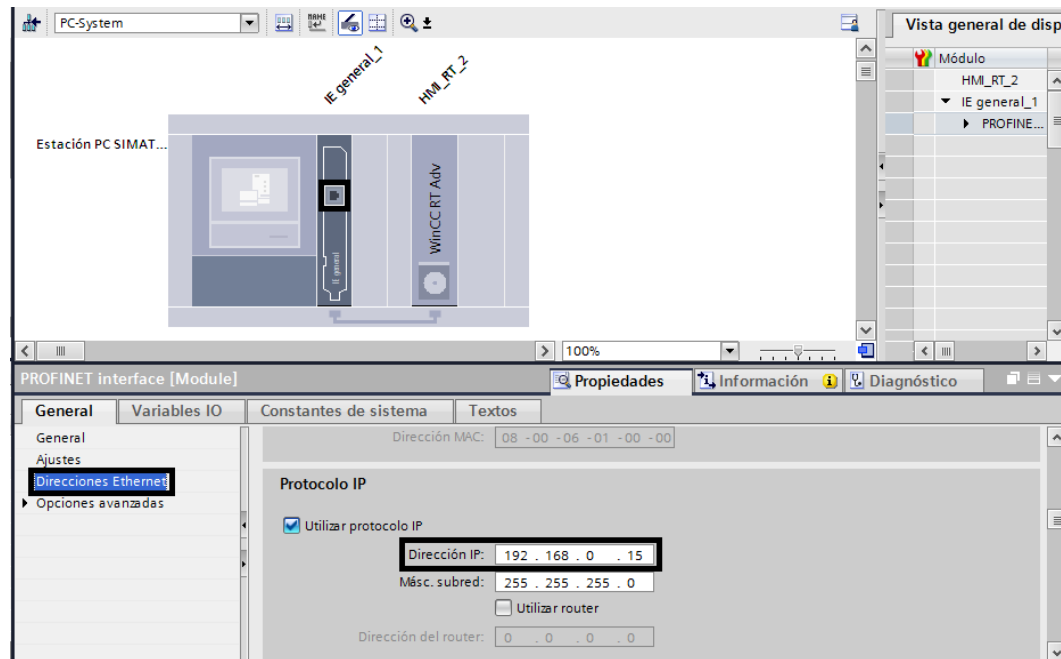 PC-System
NAME
Vista general de disp
Módulo
HMI_RT_2
IE general_1
PROFINE...
IE general_1
HMI_RT_2
Estación PC SIMAT...
IE general
WinCC RT Adv
100%
PROFINET interface [Module]
Propiedades
Información
Diagnóstico
General
Variables IO
Constantes de sistema
Textos
General
Ajustes
Direcciones Ethernet
Opciones avanzadas
Dirección MAC: 08 -00 -06 -01 -00 -00
Protocolo IP
Utilizar protocolo IP
Dirección IP: 192 . 168 . 0 . 15
Másc. subred: 255 . 255 . 255 . 0
Utilizar router
Dirección del router: 0 . 0 . 0 . 0